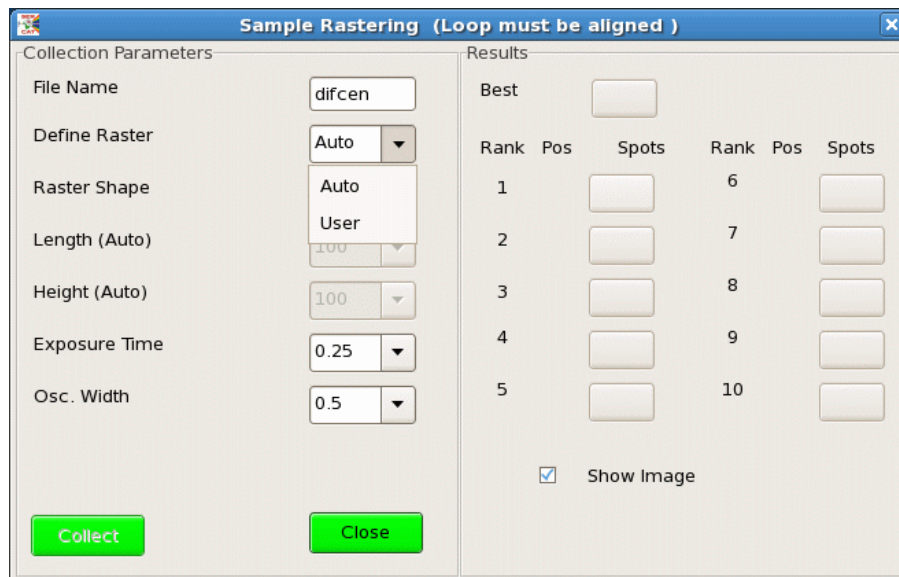 SER CAT
Sample Rastering (Loop must be aligned )
Collection Parameters
File Name difcen
Define Raster Auto
Auto
User
Raster Shape
Length (Auto) 100
Height (Auto) 100
Exposure Time 0.25
Osc. Width 0.5
Collect Close
Results
Best
Rank Pos Spots Rank Pos Spots
1 6
2 7
3 8
4 9
5 10
Show Image